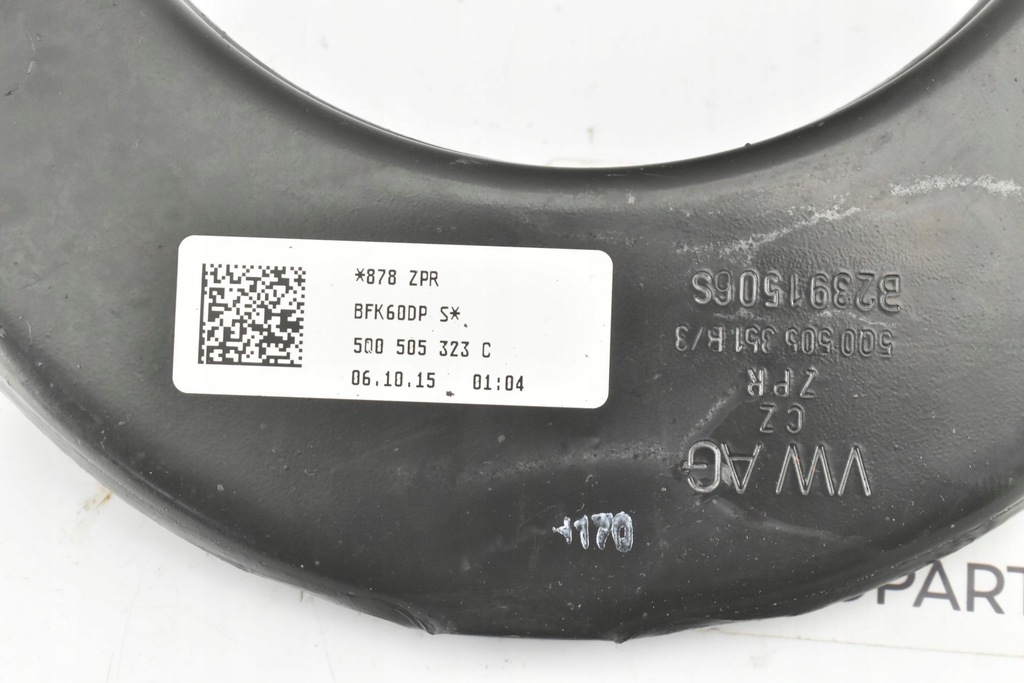 *878 ZPR
BFK60DP S*
5Q0 505 323 C
06.10.15 01:04
VW AG
CZ
ZPR
5Q0 505 351 B/3
B2391506S
1170
PART